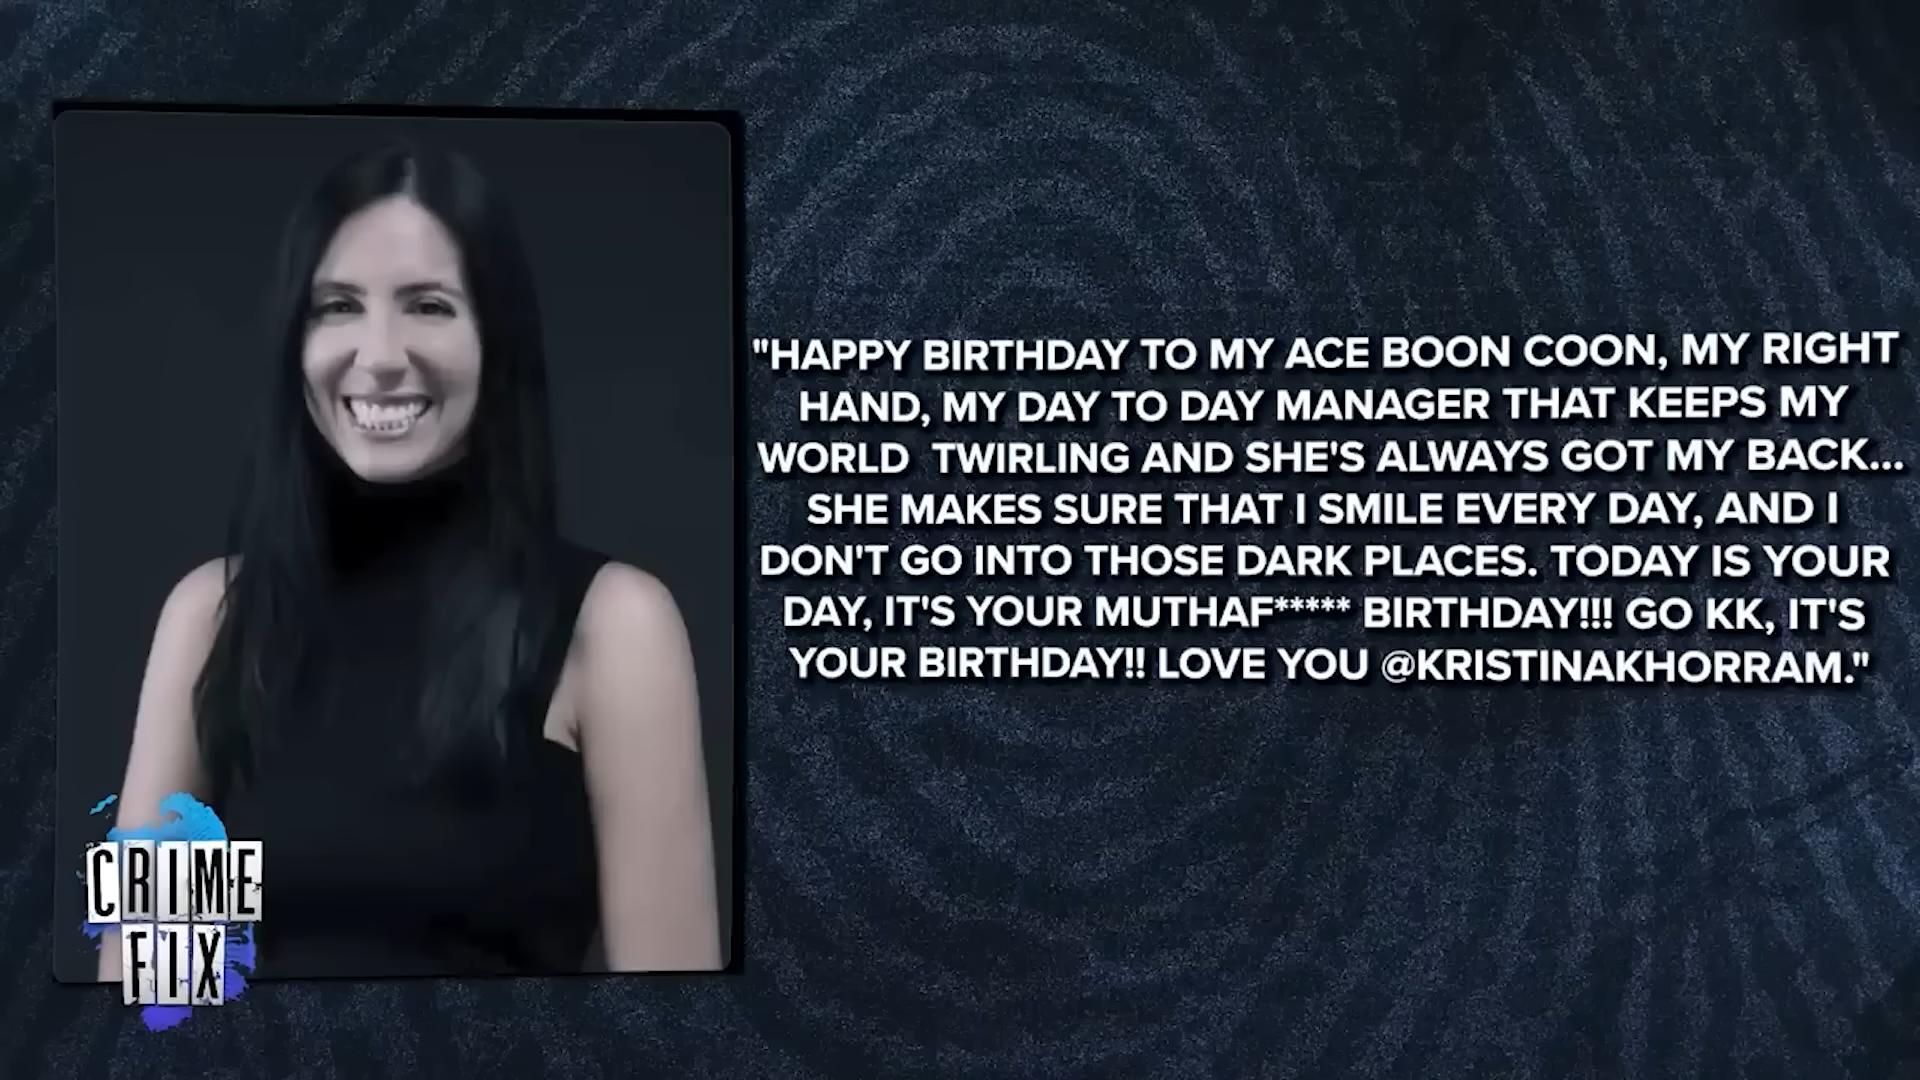 "HAPPY BIRTHDAY TO MY ACE BOON COON, MY RIGHT
HAND, MY DAY TO DAY MANAGER THAT KEEPS MY
WORLD TWIRLING AND SHE'S ALWAYS GOT MY BACK...
SHE MAKES SURE THAT I SMILE EVERY DAY, AND I
DON'T GO INTO THOSE DARK PLACES. TODAY IS YOUR
DAY, IT'S YOUR MUTHAF***** BIRTHDAY!!! GO KK, IT'S
YOUR BIRTHDAY!! LOVE YOU @KRISTINAKHORRAM."
CRIME
FIX